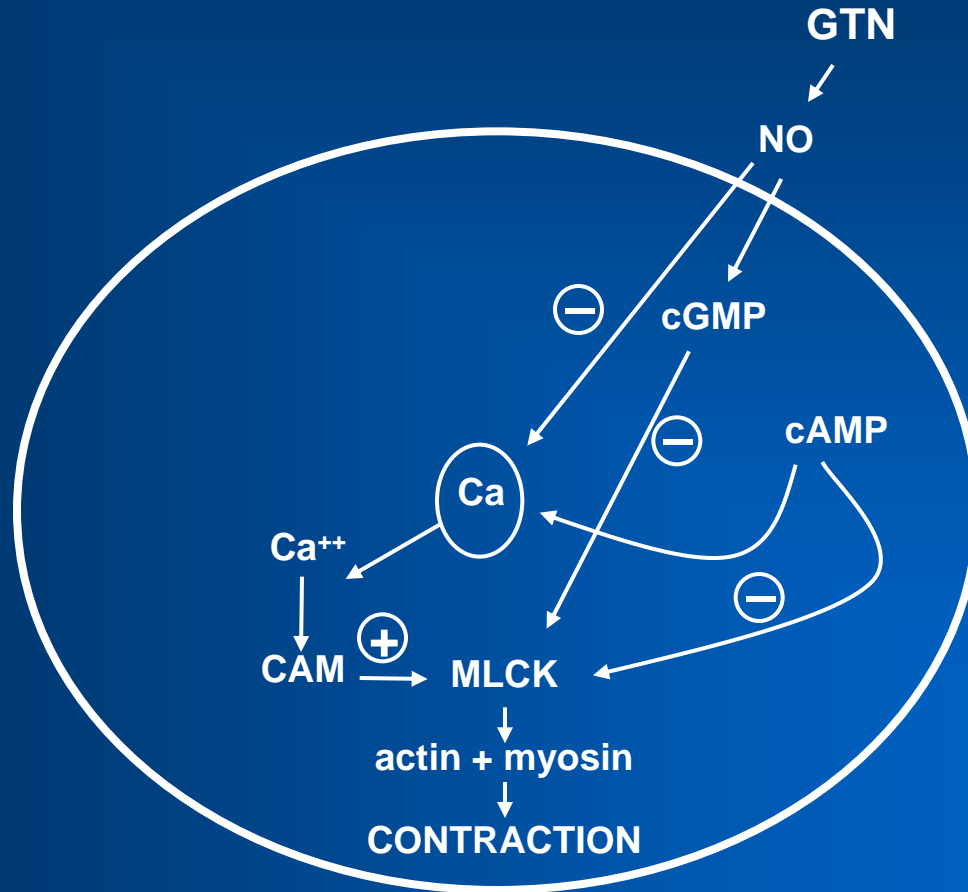 GTN
NO
−
cGMP
−
cAMP
Ca
Ca⁺⁺
−
+
CAM
MLCK
actin + myosin
CONTRACTION